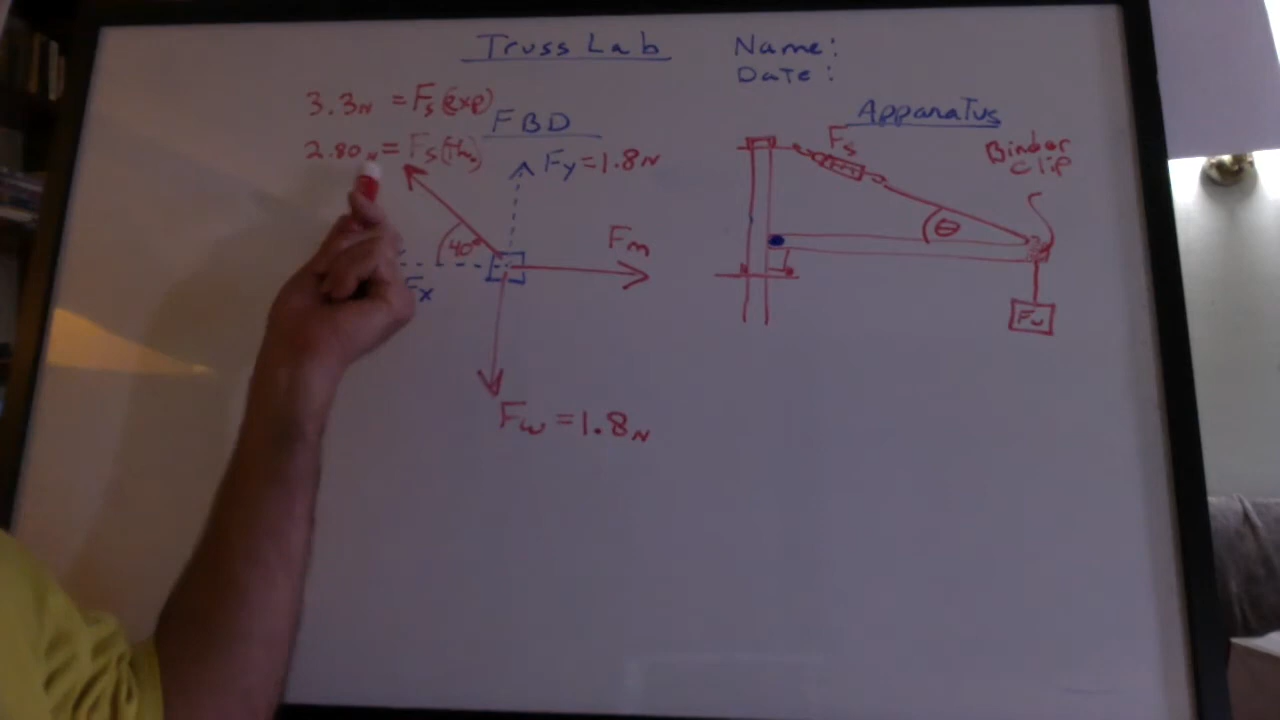 Truss Lab
Name:
Date:
3.3N = Fs(exp)
2.80N = Fs(th.)
FBD
Fy=1.8N
40°
Fx
Fm
Fw=1.8N
Apparatus
Fs
Binder
Clip
θ
Fw